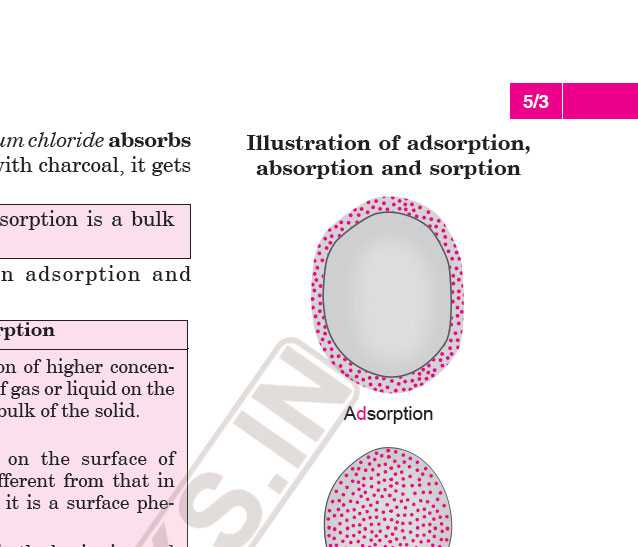 5/3
um chloride absorbs
with charcoal, it gets
sorption is a bulk
n adsorption and
rption
on of higher concen-
f gas or liquid on the
bulk of the solid.
on the surface of
fferent from that in
it is a surface phe-
Illustration of adsorption,
absorption and sorption
Adsorption
S.IN